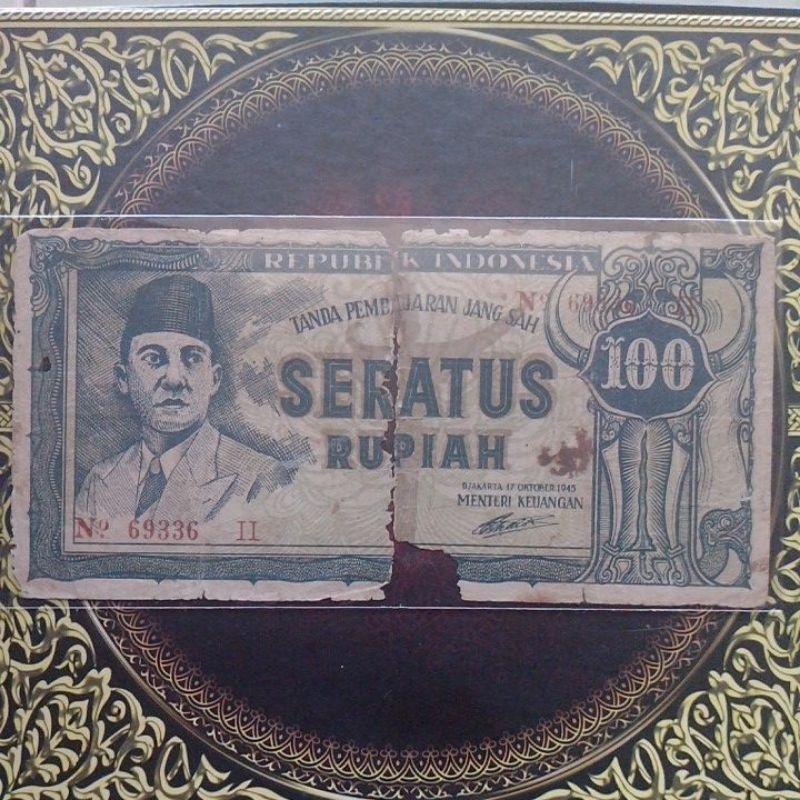 REPUBLIK INDONESIA
TANDA PEMBAJARAN JANG SAH
SERATUS
RUPIAH
100
DJAKARTA 17 OKTOBER 1945
MENTERI KEUANGAN
Nº 69336 II